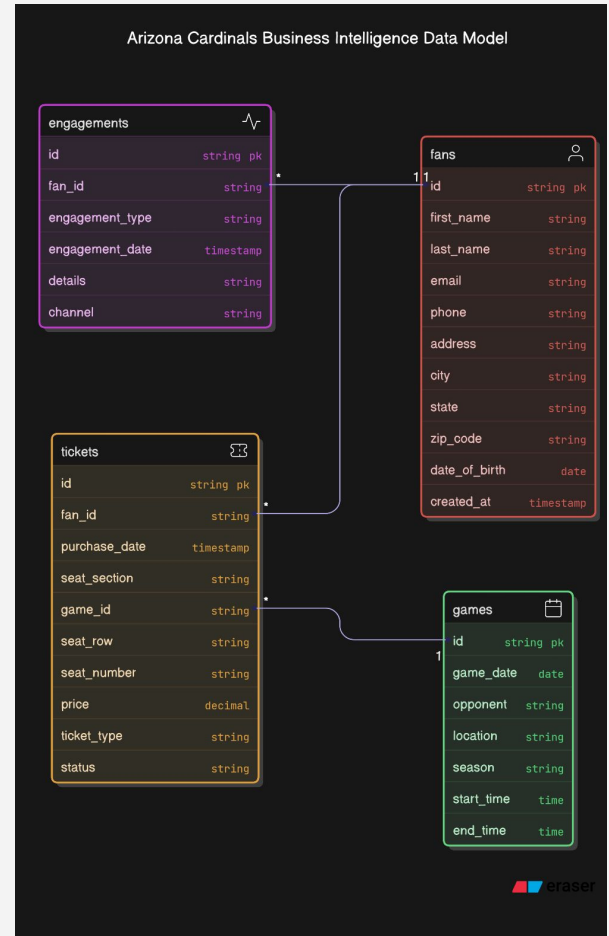 Arizona Cardinals Business Intelligence Data Model
engagements
id string pk
fan_id string
engagement_type string
engagement_date timestamp
details string
channel string
*
1 1
fans
id string pk
first_name string
last_name string
email string
phone string
address string
city string
state string
zip_code string
date_of_birth date
created_at timestamp
tickets
id string pk
fan_id string
purchase_date timestamp
seat_section string
game_id string
seat_row string
seat_number string
price decimal
ticket_type string
status string
*
*
games
id string pk
1
game_date date
opponent string
location string
season string
start_time time
end_time time
eraser